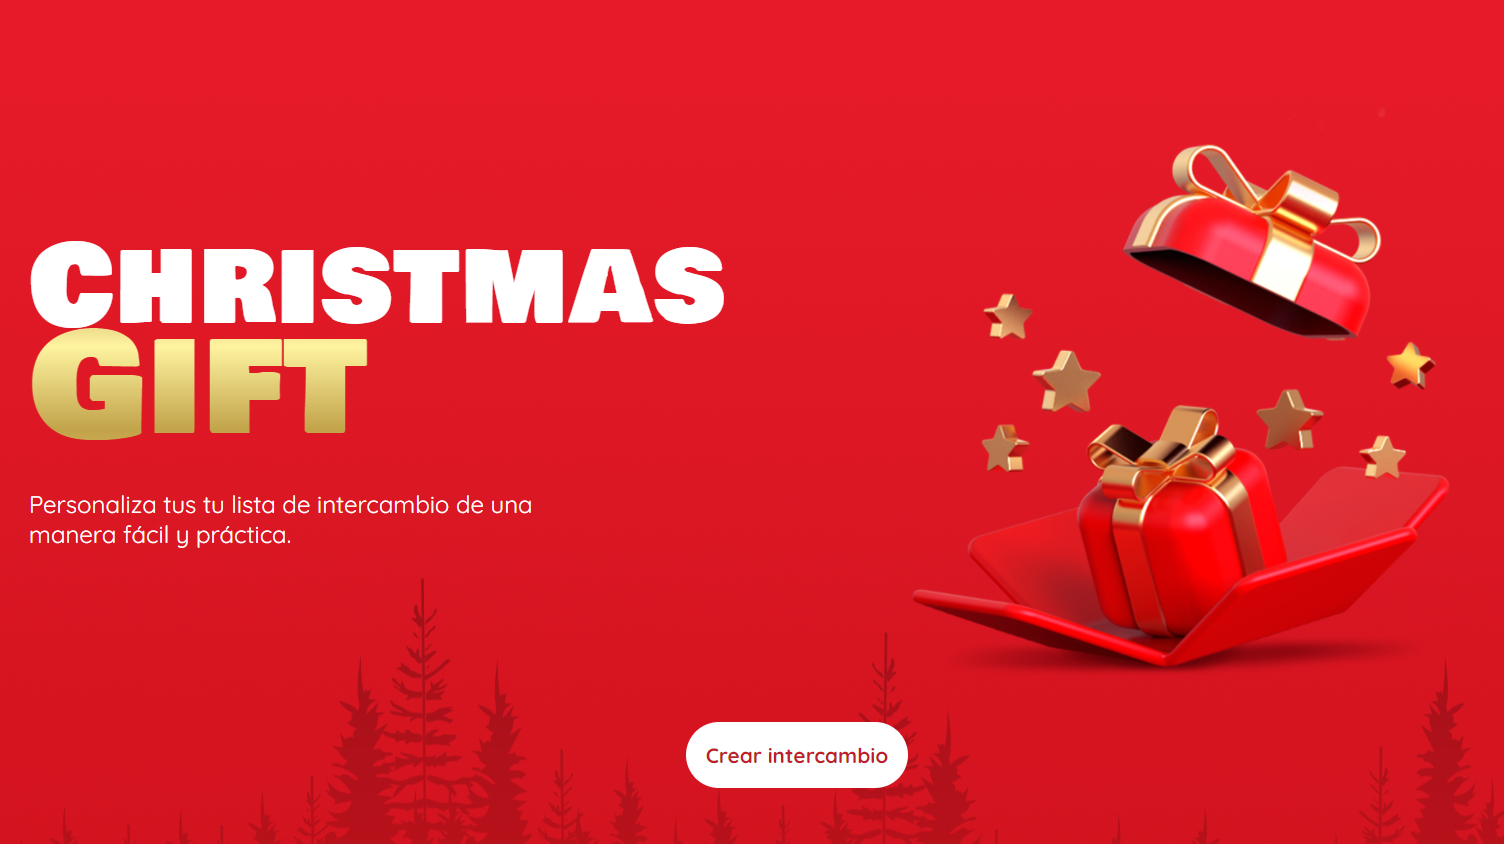 CHRISTMAS
GIFT
Personaliza tus tu lista de intercambio de una
manera fácil y práctica.
Crear intercambio